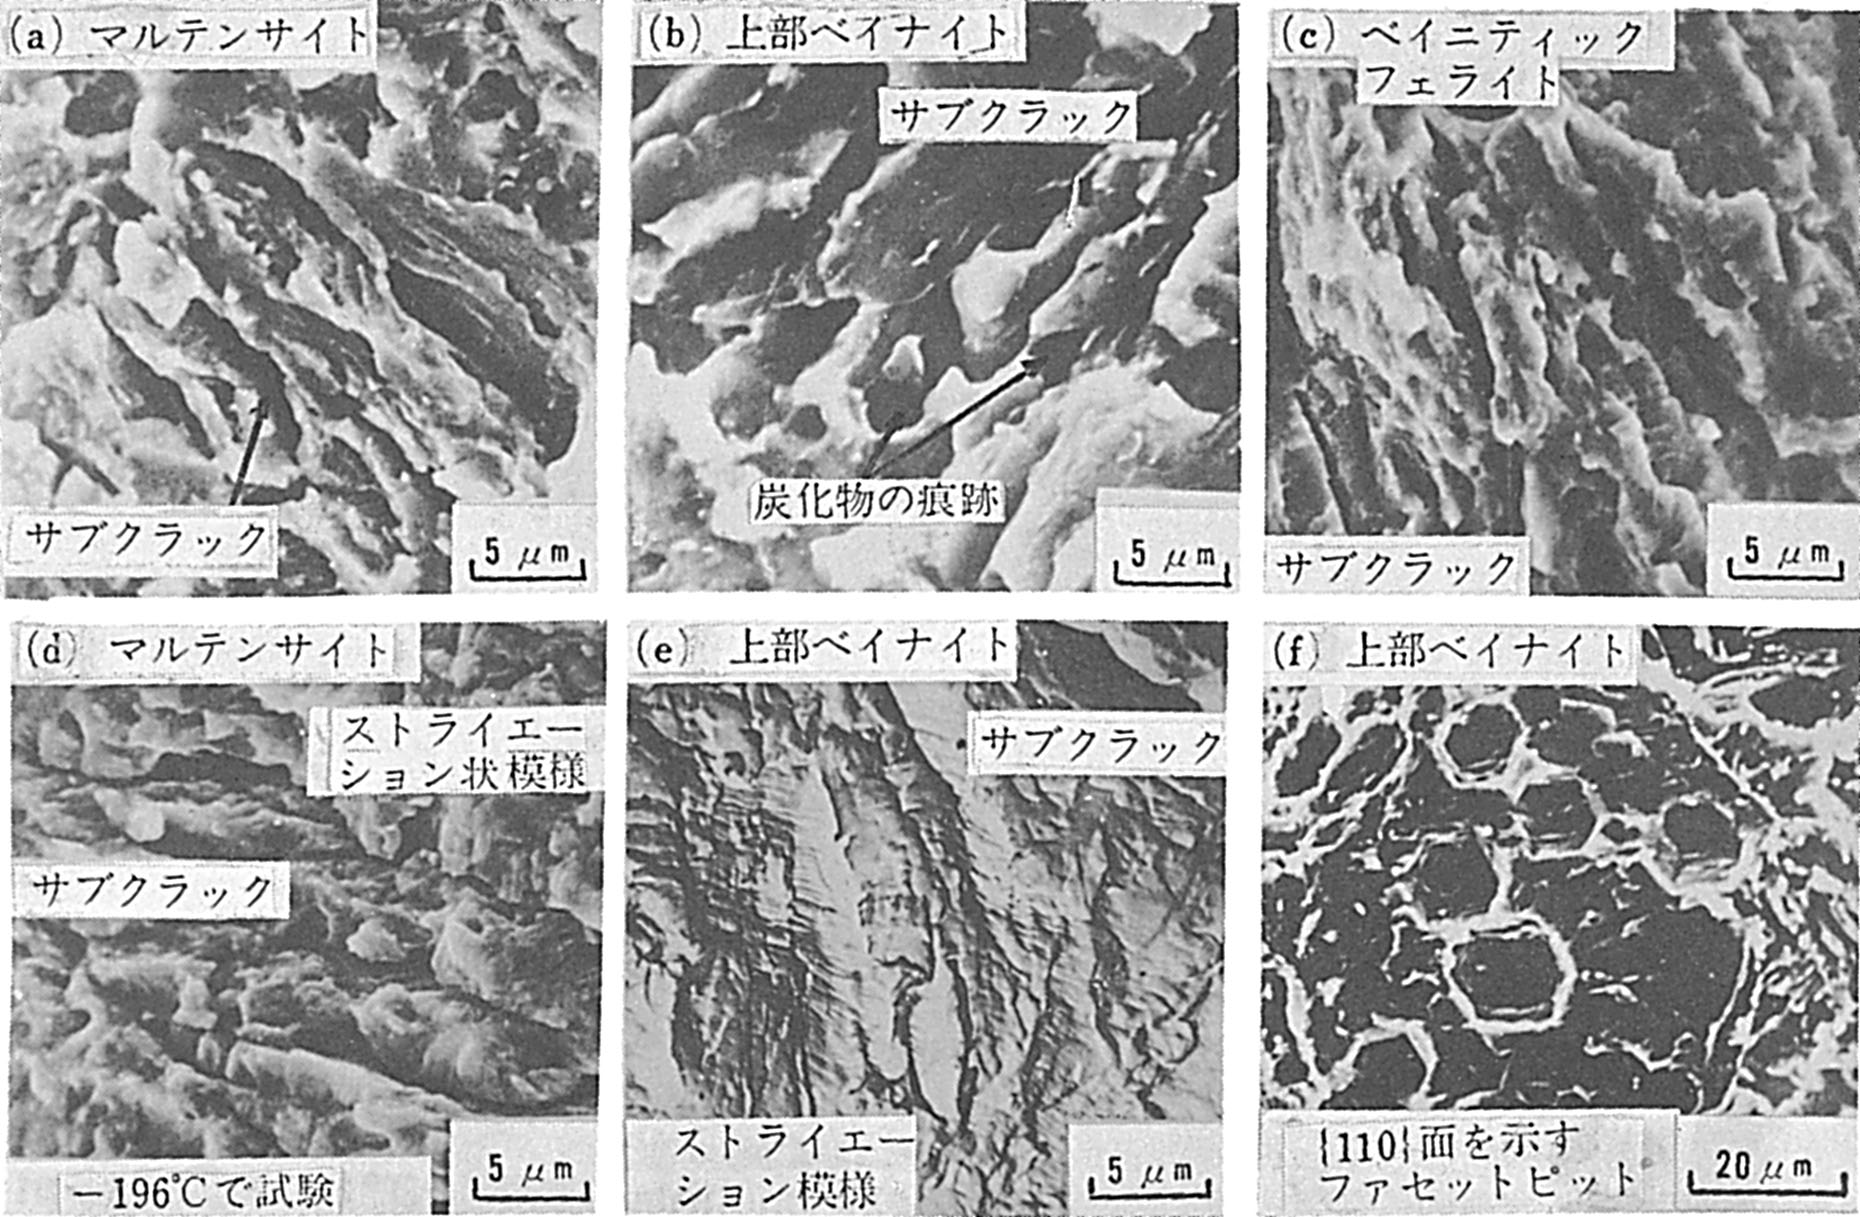 (a) マルテンサイト
サブクラック
5 μm
(b) 上部ベイナイト
サブクラック
炭化物の痕跡
5 μm
(c) ベイニティック
フェライト
サブクラック
5 μm
(d) マルテンサイト
ストライエー
ション状模様
サブクラック
－196℃で試験
5 μm
(e) 上部ベイナイト
サブクラック
ストライエー
ション模様
5 μm
(f) 上部ベイナイト
{110}面を示す
ファセットピット
20 μm